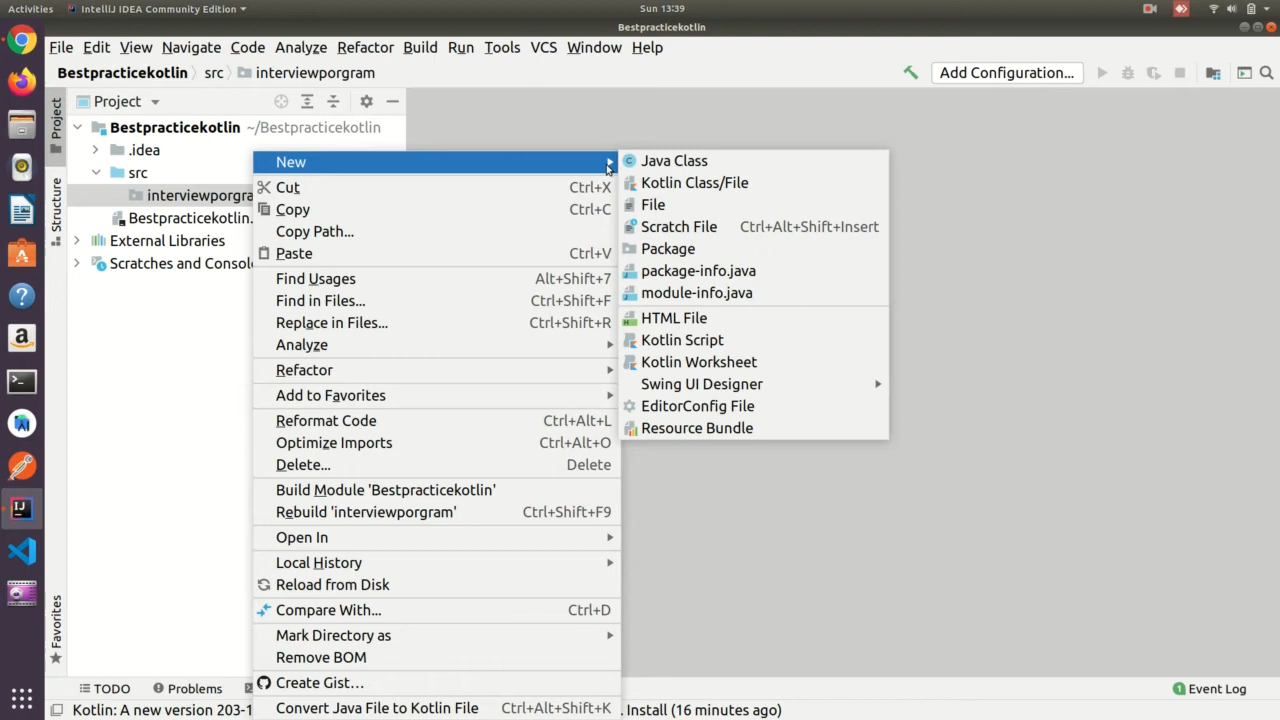 Activities IntelliJ IDEA Community Edition Sun 13:39
Bestpracticekotlin
File Edit View Navigate Code Analyze Refactor Build Run Tools VCS Window Help
Bestpracticekotlin src interviewporgram Add Configuration...
Project
Project
Structure
Favorites
Bestpracticekotlin ~/Bestpracticekotlin
.idea
src
interviewporgra
Bestpracticekotlin.
External Libraries
Scratches and Consol
New
Cut Ctrl+X
Copy Ctrl+C
Copy Path...
Paste Ctrl+V
Find Usages Alt+Shift+7
Find in Files... Ctrl+Shift+F
Replace in Files... Ctrl+Shift+R
Analyze
Refactor
Add to Favorites
Reformat Code Ctrl+Alt+L
Optimize Imports Ctrl+Alt+O
Delete... Delete
Build Module 'Bestpracticekotlin'
Rebuild 'interviewporgram' Ctrl+Shift+F9
Open In
Local History
Reload from Disk
Compare With... Ctrl+D
Mark Directory as
Remove BOM
Create Gist...
Convert Java File to Kotlin File Ctrl+Alt+Shift+K
Java Class
Kotlin Class/File
File
Scratch File Ctrl+Alt+Shift+Insert
Package
package-info.java
module-info.java
HTML File
Kotlin Script
Kotlin Worksheet
Swing UI Designer
EditorConfig File
Resource Bundle
TODO Problems 1 Event Log
Kotlin: A new version 203-1 . Install (16 minutes ago)